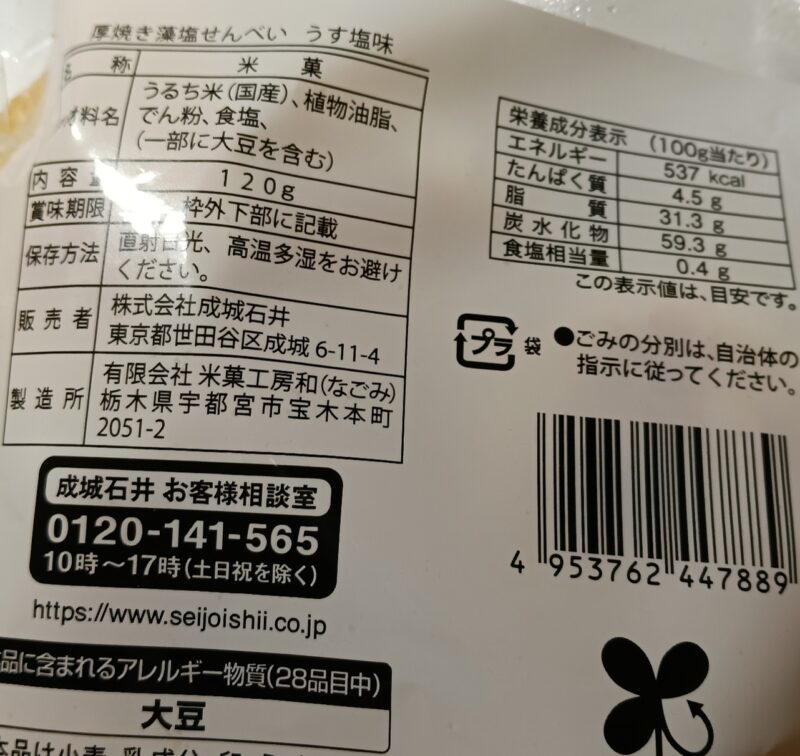 厚焼き藻塩せんべい うす塩味
名 称 米 菓
材料名 うるち米(国産)、植物油脂、
でん粉、食塩、
(一部に大豆を含む)
内容量 120g
賞味期限 枠外下部に記載
保存方法 直射日光、高温多湿をお避け
ください。
販売者 株式会社成城石井
東京都世田谷区成城 6-11-4
製造所 有限会社 米菓工房和(なごみ)
栃木県宇都宮市宝木本町
2051-2
成城石井 お客様相談室
0120-141-565
10時~17時(土日祝を除く)
https://www.seijoishii.co.jp
品に含まれるアレルギー物質(28品目中)
大豆
本品は小麦、乳成分、卵、
栄養成分表示 (100g当たり)
エネルギー 537 kcal
たんぱく質 4.5 g
脂 質 31.3 g
炭水化物 59.3 g
食塩相当量 0.4 g
この表示値は、目安です。
プラ 袋
●ごみの分別は、自治体の
指示に従ってください。
4 953762 447889